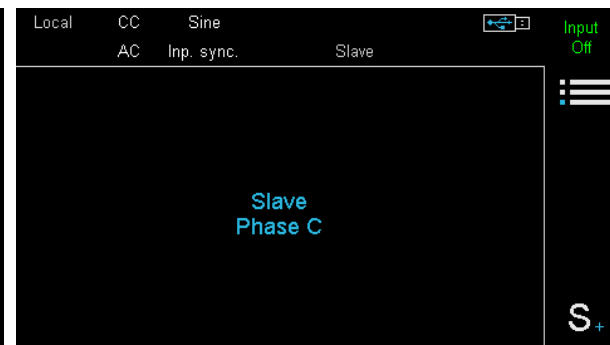 Local CC Sine
AC Inp. sync. Slave
Input
Off
Slave
Phase C
S+